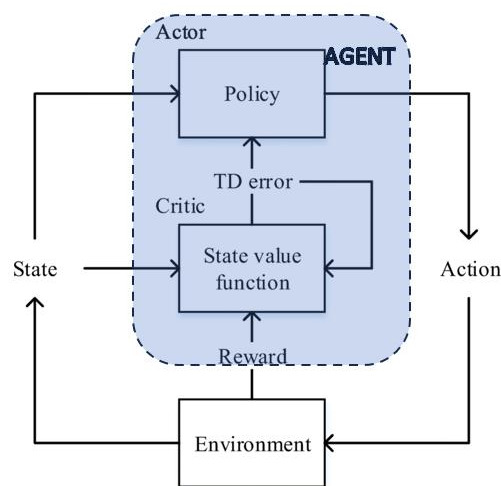 Actor
AGENT
Policy
TD error
Critic
State value
function
State
Action
Reward
Environment